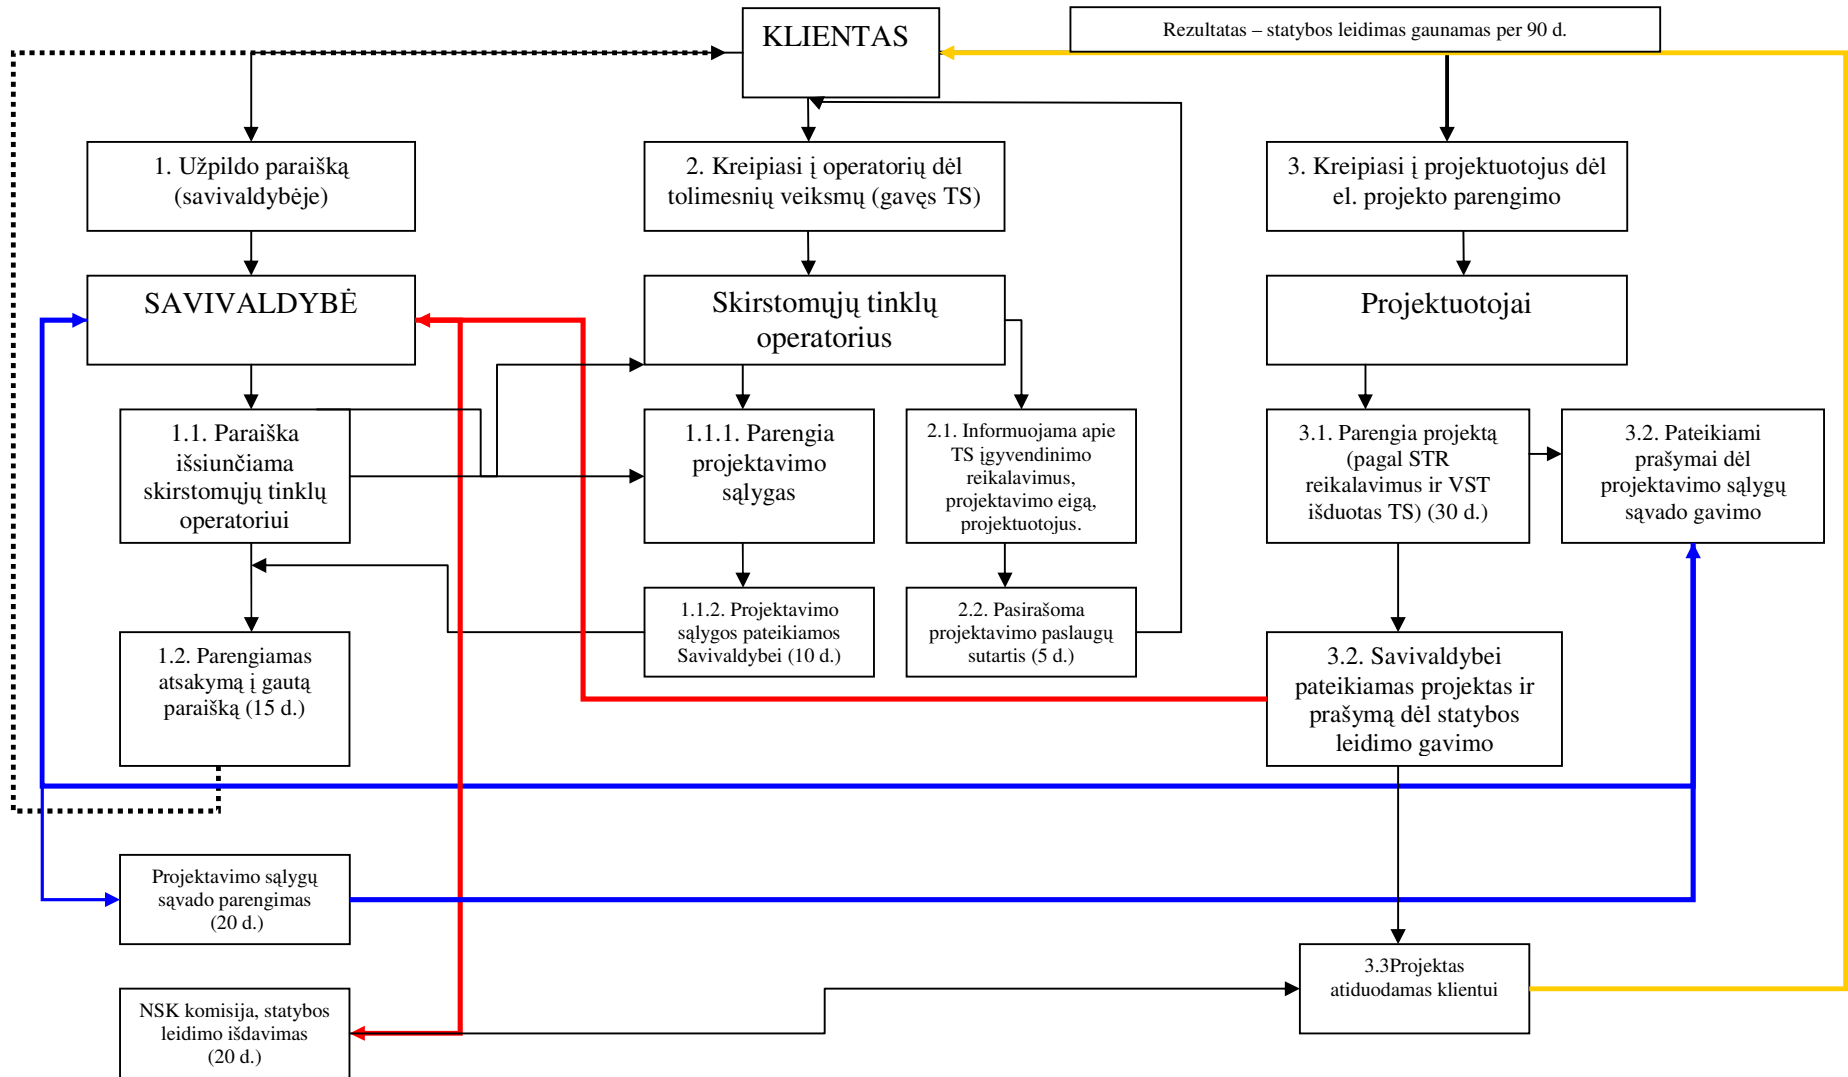 KLIENTAS
Rezultatas – statybos leidimas gaunamas per 90 d.
1. Užpildo paraišką
(savivaldybėje)
2. Kreipiasi į operatorių dėl
tolimesnių veiksmų (gavęs TS)
3. Kreipiasi į projektuotojus dėl
el. projekto parengimo
SAVIVALDYBĖ
Skirstomųjų tinklų
operatorius
Projektuotojai
1.1. Paraiška
išsiunčiama
skirstomųjų tinklų
operatoriui
1.1.1. Parengia
projektavimo
sąlygas
2.1. Informuojama apie
TS įgyvendinimo
reikalavimus,
projektavimo eigą,
projektuotojus.
3.1. Parengia projektą
(pagal STR
reikalavimus ir VST
išduotas TS) (30 d.)
3.2. Pateikiami
prašymai dėl
projektavimo sąlygų
sąvado gavimo
1.1.2. Projektavimo
sąlygos pateikiamos
Savivaldybei (10 d.)
2.2. Pasirašoma
projektavimo paslaugų
sutartis (5 d.)
1.2. Parengiamas
atsakymą į gautą
paraišką (15 d.)
3.2. Savivaldybei
pateikiamas projektas ir
prašymą dėl statybos
leidimo gavimo
Projektavimo sąlygų
sąvado parengimas
(20 d.)
3.3Projektas
atiduodamas klientui
NSK komisija, statybos
leidimo išdavimas
(20 d.)